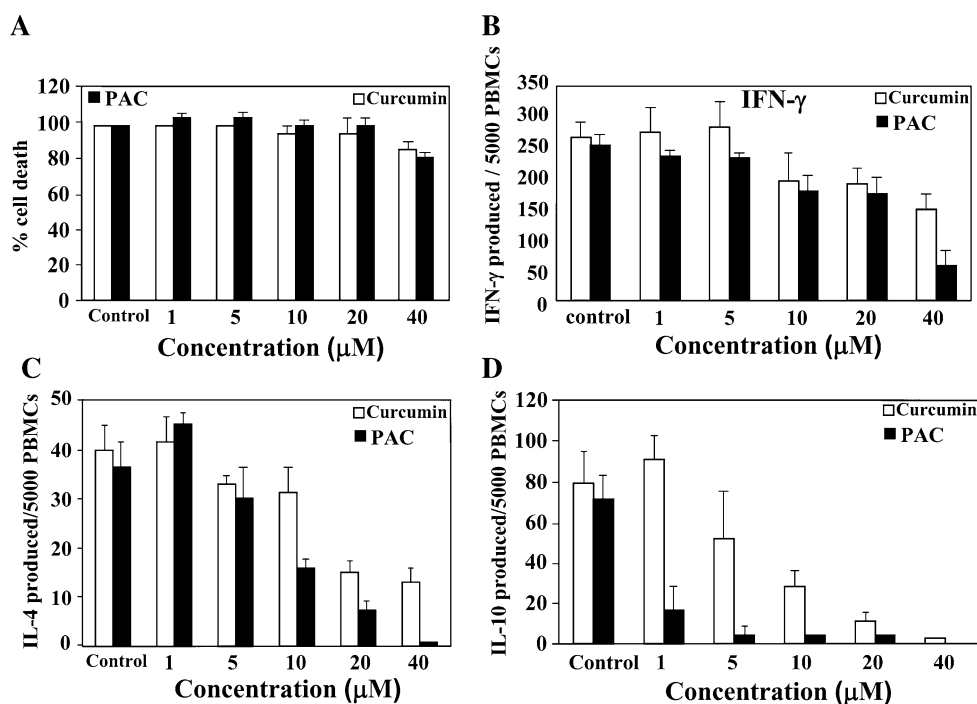 A
% cell death
120
100
80
60
40
20
0
PAC
Curcumin
Control 1 5 10 20 40
Concentration (μM)
B
IFN-γ produced / 5000 PBMCs
350
300
250
200
150
100
50
0
IFN-γ
Curcumin
PAC
control 1 5 10 20 40
Concentration (μM)
C
IL-4 produced/5000 PBMCs
50
40
30
20
10
0
Curcumin
PAC
Control 1 5 10 20 40
Concentration (μM)
D
IL-10 produced/5000 PBMCs
120
100
80
60
40
20
0
Curcumin
PAC
Control 1 5 10 20 40
Concentration (μM)